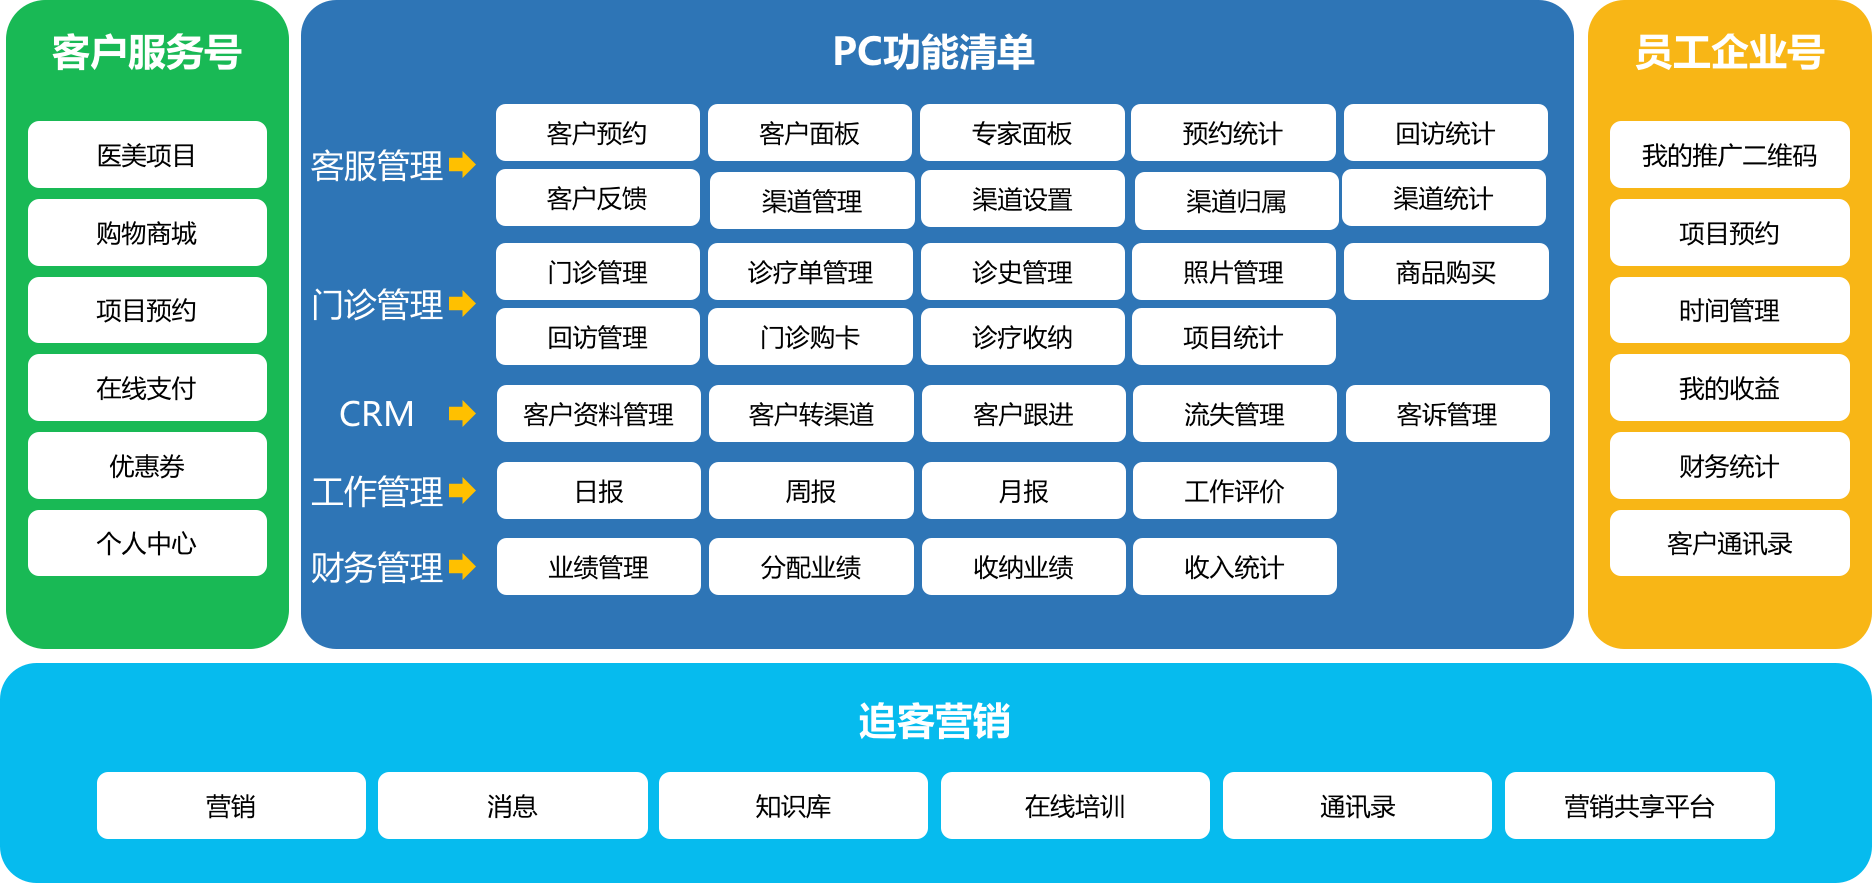 客户服务号
医美项目
购物商城
项目预约
在线支付
优惠券
个人中心
PC功能清单
客服管理
客户预约 客户面板 专家面板 预约统计 回访统计
客户反馈 渠道管理 渠道设置 渠道归属 渠道统计
门诊管理
门诊管理 诊疗单管理 诊史管理 照片管理 商品购买
回访管理 门诊购卡 诊疗收纳 项目统计
CRM 客户资料管理 客户转渠道 客户跟进 流失管理 客诉管理
工作管理 日报 周报 月报 工作评价
财务管理 业绩管理 分配业绩 收纳业绩 收入统计
员工企业号
我的推广二维码
项目预约
时间管理
我的收益
财务统计
客户通讯录
追客营销
营销 消息 知识库 在线培训 通讯录 营销共享平台